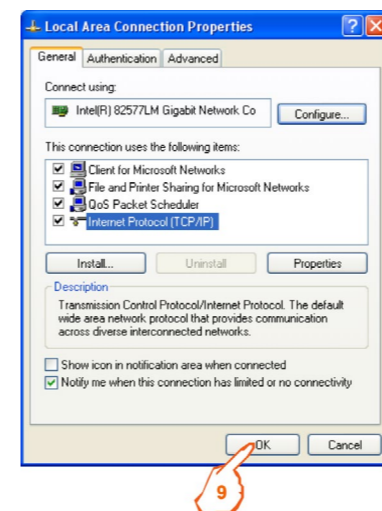 Local Area Connection Properties
General Authentication Advanced
Connect using:
Intel(R) 82577LM Gigabit Network Co
Configure...
This connection uses the following items:
Client for Microsoft Networks
File and Printer Sharing for Microsoft Networks
QoS Packet Scheduler
Internet Protocol (TCP/IP)
Install... Uninstall Properties
Description
Transmission Control Protocol/Internet Protocol. The default
wide area network protocol that provides communication
across diverse interconnected networks.
Show icon in notification area when connected
Notify me when this connection has limited or no connectivity
OK Cancel
9